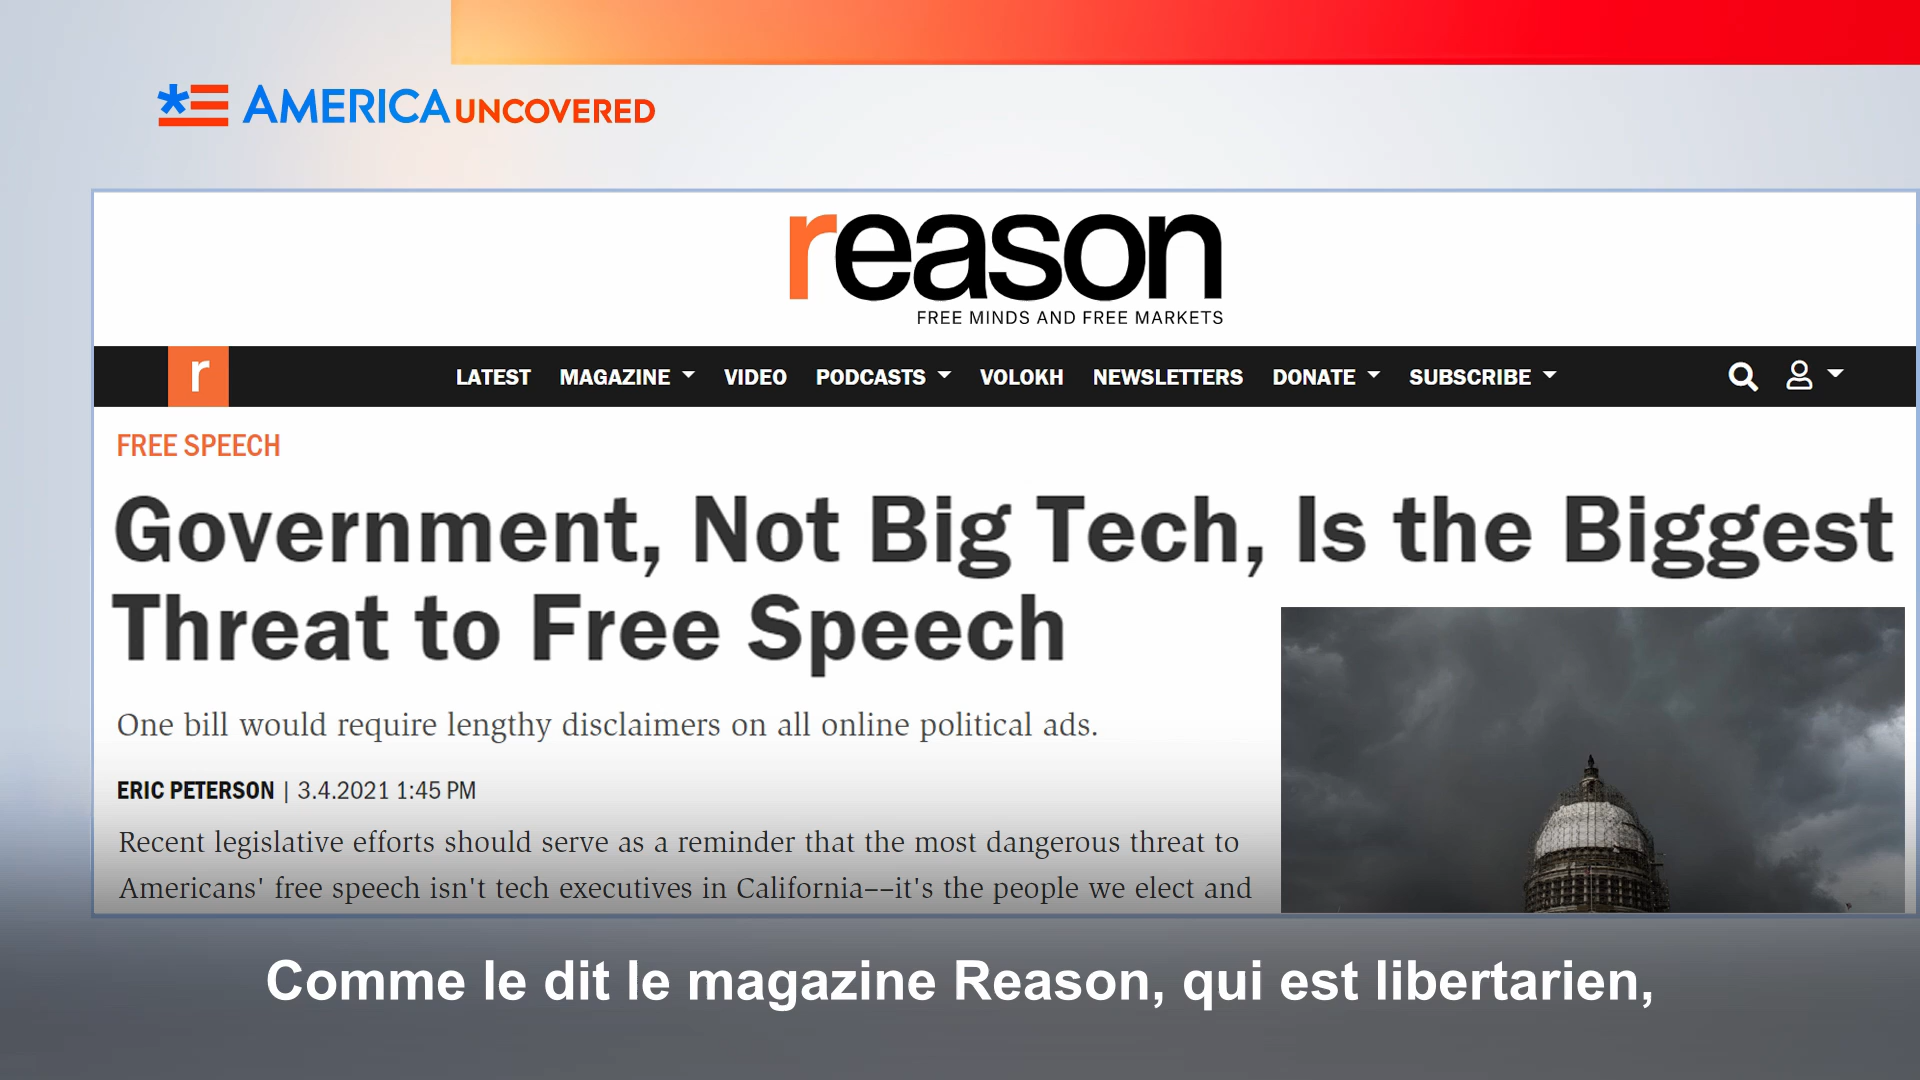 AMERICA UNCOVERED
reason
FREE MINDS AND FREE MARKETS
r LATEST MAGAZINE VIDEO PODCASTS VOLOKH NEWSLETTERS DONATE SUBSCRIBE
FREE SPEECH
Government, Not Big Tech, Is the Biggest
Threat to Free Speech
One bill would require lengthy disclaimers on all online political ads.
ERIC PETERSON | 3.4.2021 1:45 PM
Recent legislative efforts should serve as a reminder that the most dangerous threat to
Americans' free speech isn't tech executives in California––it's the people we elect and
Comme le dit le magazine Reason, qui est libertarien,